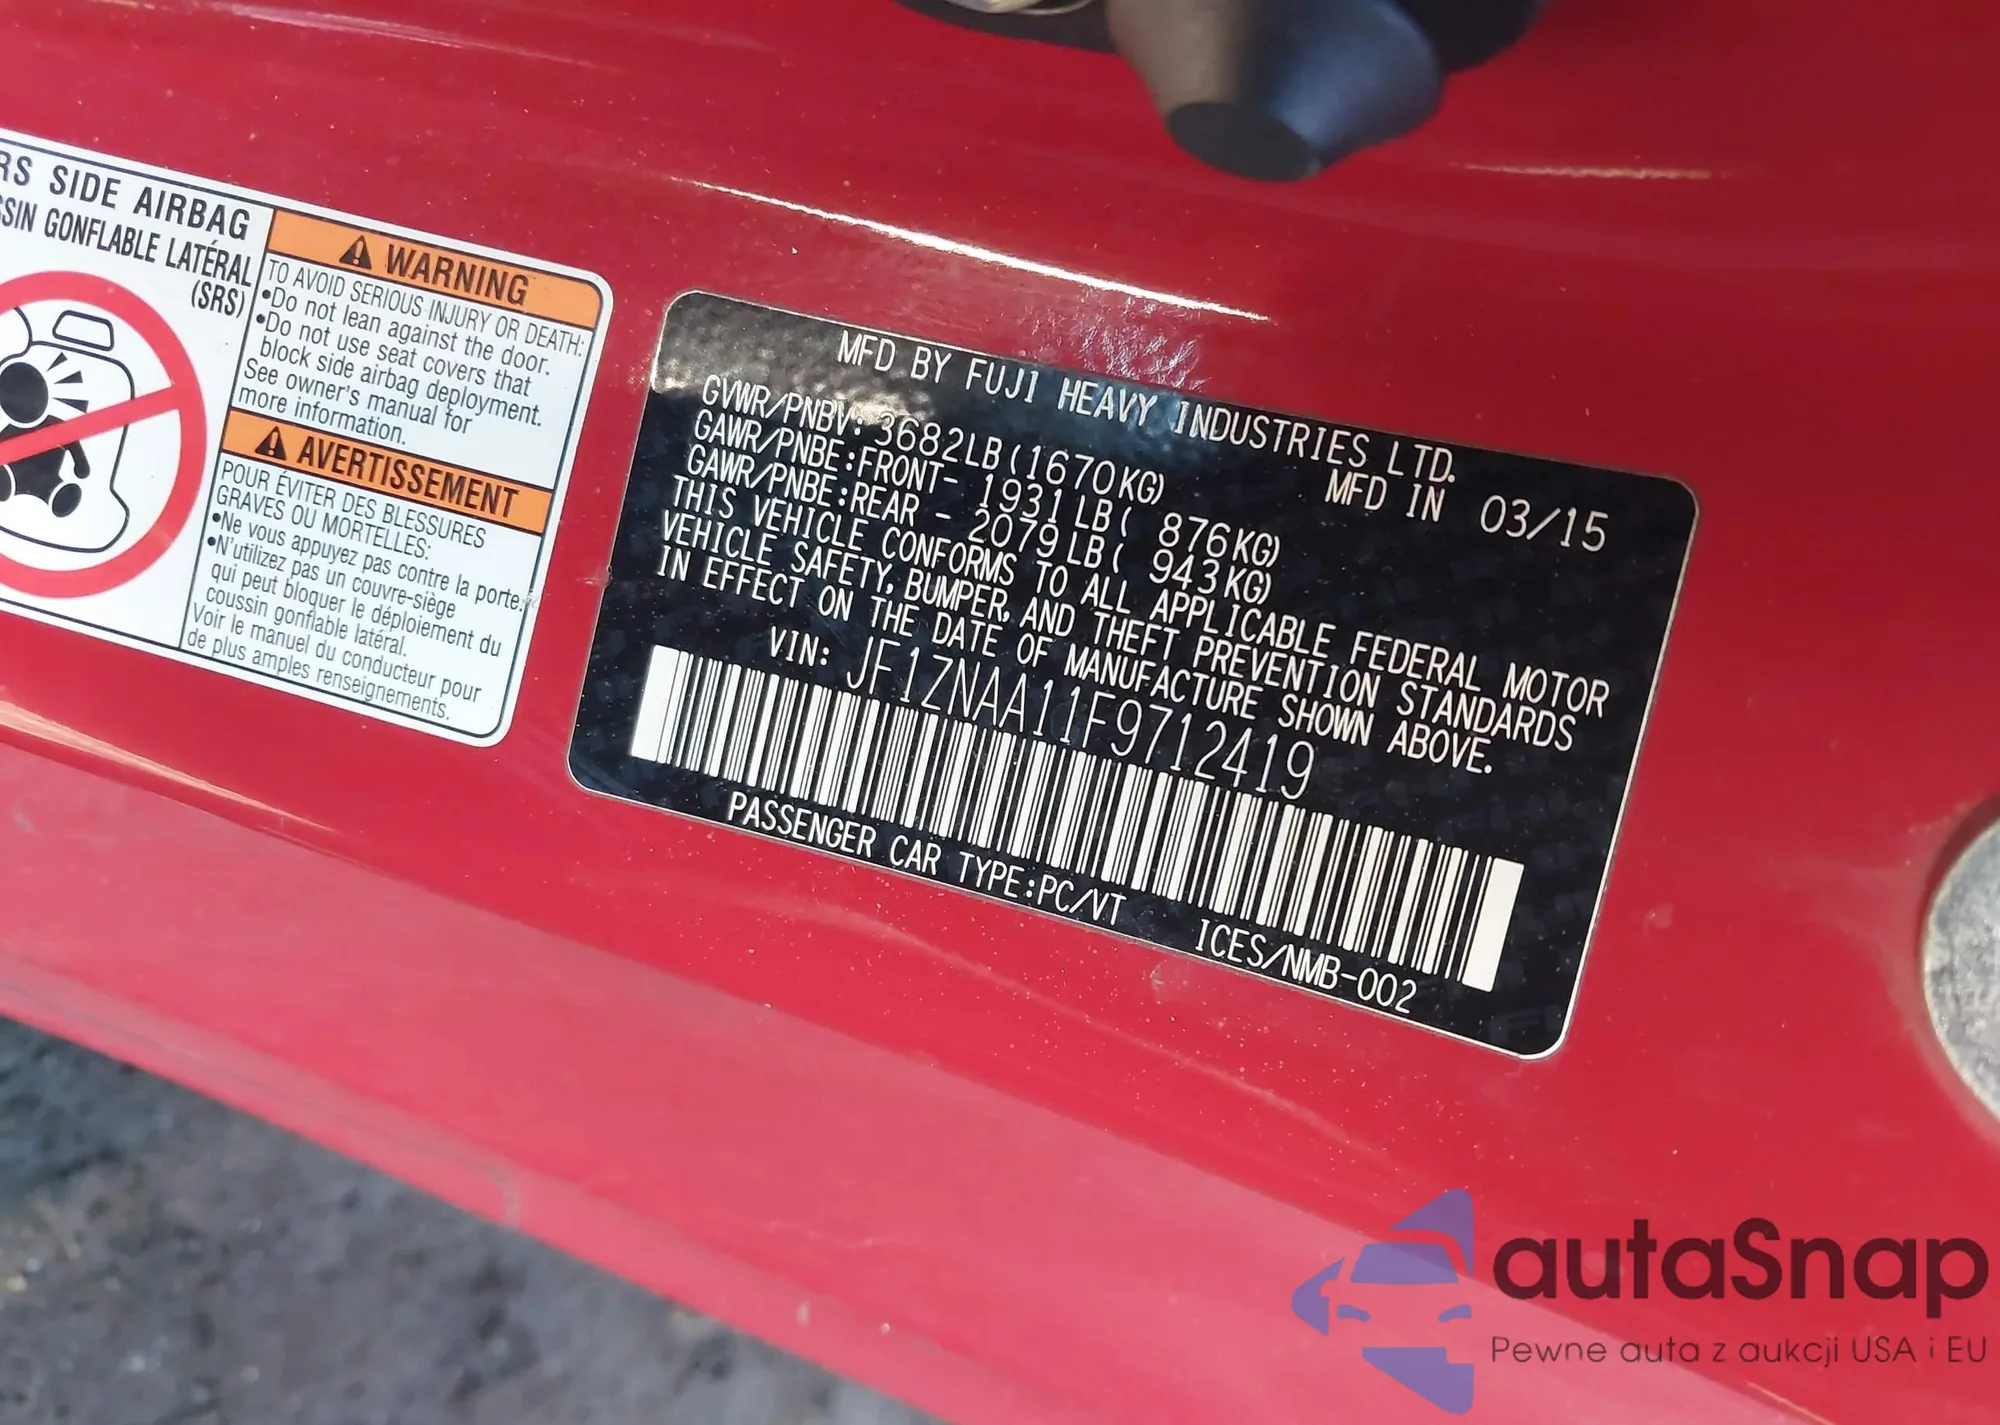 RS SIDE AIRBAG
SSIN GONFLABLE LATÉRAL
(SRS)
WARNING
TO AVOID SERIOUS INJURY OR DEATH:
•Do not lean against the door.
•Do not use seat covers that
block side airbag deployment.
See owner's manual for
more information.
AVERTISSEMENT
POUR ÉVITER DES BLESSURES
GRAVES OU MORTELLES:
•Ne vous appuyez pas contre la porte.
•N'utilizez pas un couvre-siège
qui peut bloquer le déploiement du
coussin gonflable latéral.
Voir le manuel du conducteur pour
de plus amples renseignements.
MFD BY FUJI HEAVY INDUSTRIES LTD.
GVWR/PNBV: 3682LB(1670KG) MFD IN 03/15
GAWR/PNBE:FRONT- 1931LB( 876KG)
GAWR/PNBE:REAR - 2079LB( 943KG)
THIS VEHICLE CONFORMS TO ALL APPLICABLE FEDERAL MOTOR
VEHICLE SAFETY, BUMPER, AND THEFT PREVENTION STANDARDS
IN EFFECT ON THE DATE OF MANUFACTURE SHOWN ABOVE.
VIN: JF1ZNAA11F9712419
PASSENGER CAR TYPE:PC/VT ICES/NMB-002
autaSnap
Pewne auta z aukcji USA i EU